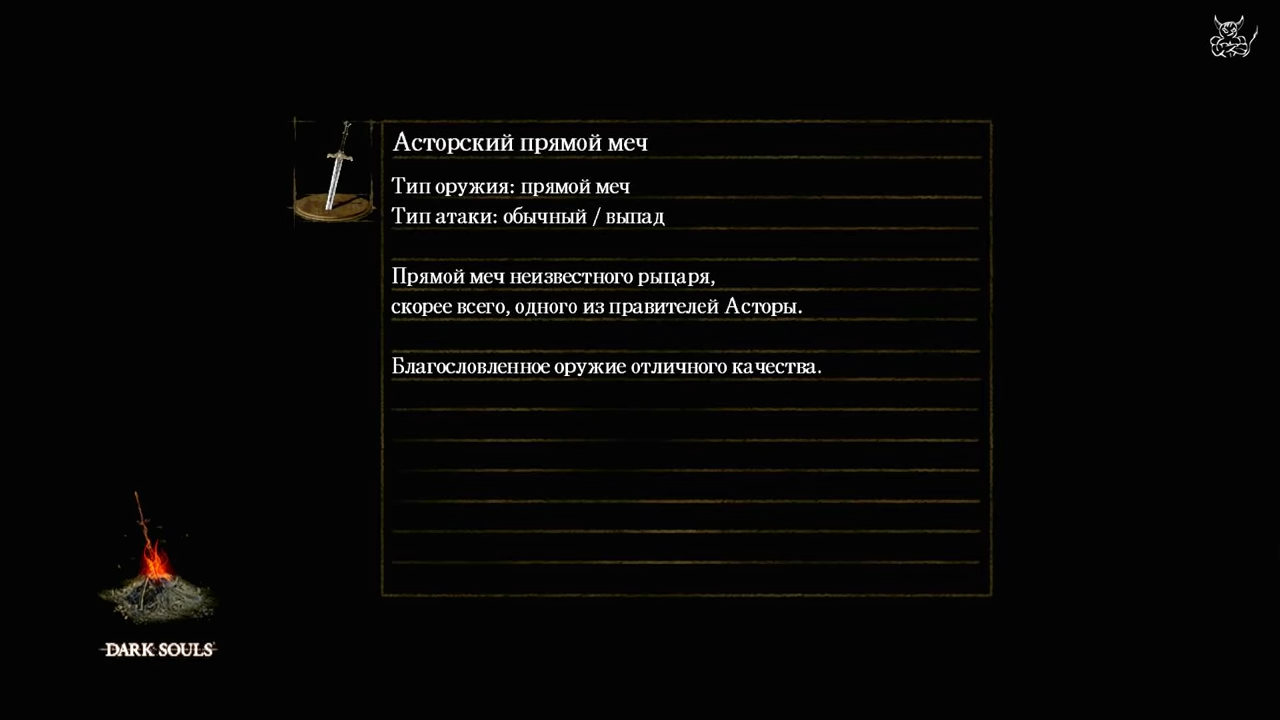 Асторский прямой меч
Тип оружия: прямой меч
Тип атаки: обычный / выпад
Прямой меч неизвестного рыцаря,
скорее всего, одного из правителей Асторы.
Благословленное оружие отличного качества.
DARK SOULS